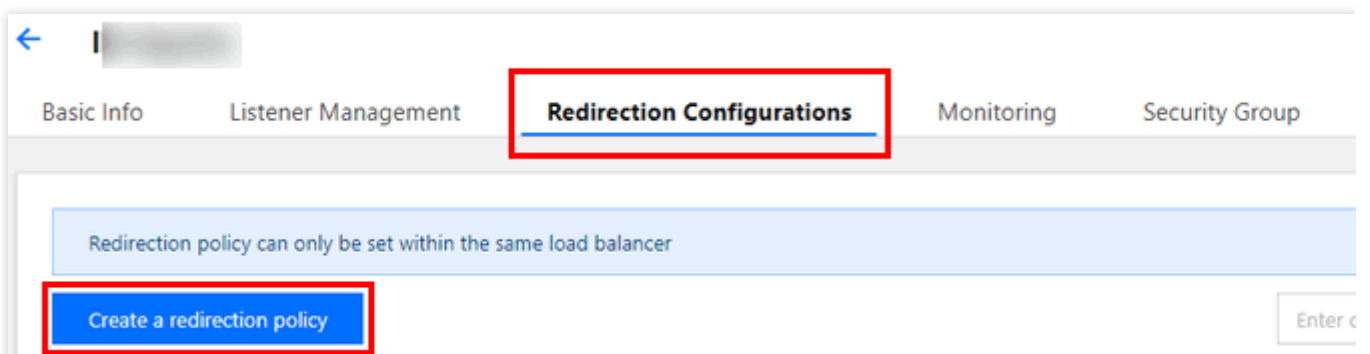 Basic Info Listener Management Redirection Configurations Monitoring Security Group
Redirection policy can only be set within the same load balancer
Create a redirection policy
Enter